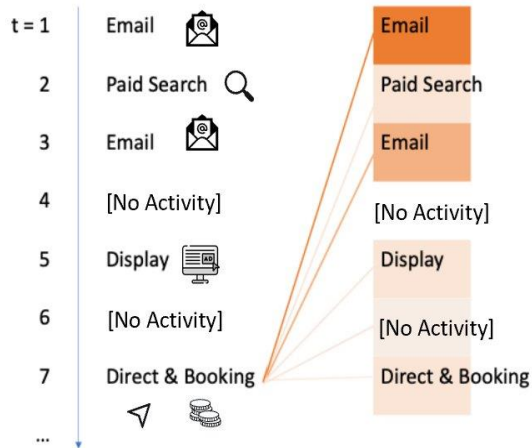 t = 1 Email @ Email
2 Paid Search Paid Search
3 Email @ Email
4 [No Activity] [No Activity]
5 Display AD Display
6 [No Activity] [No Activity]
7 Direct & Booking Direct & Booking
...